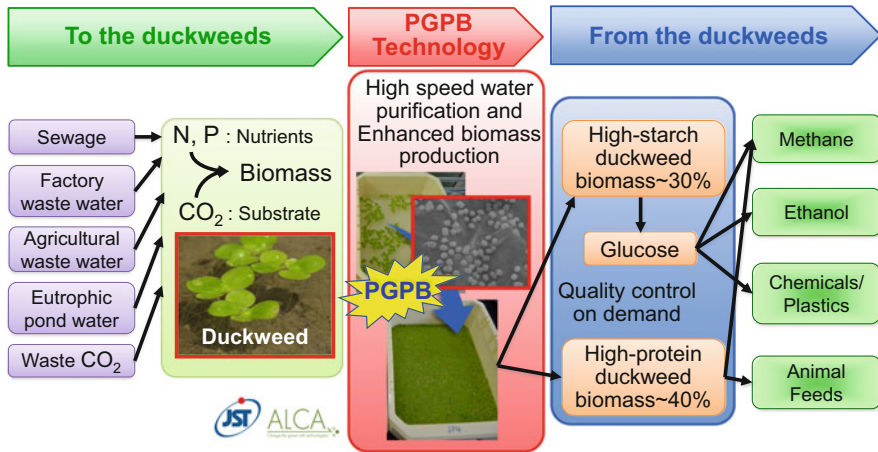 To the duckweeds
PGPB
Technology
From the duckweeds
Sewage
Factory
waste water
Agricultural
waste water
Eutrophic
pond water
Waste CO₂
N, P : Nutrients
Biomass
CO₂ : Substrate
Duckweed
JST ALCA
High speed water
purification and
Enhanced biomass
production
PGPB
High-starch
duckweed
biomass~30%
Glucose
Quality control
on demand
High-protein
duckweed
biomass~40%
Methane
Ethanol
Chemicals/
Plastics
Animal
Feeds